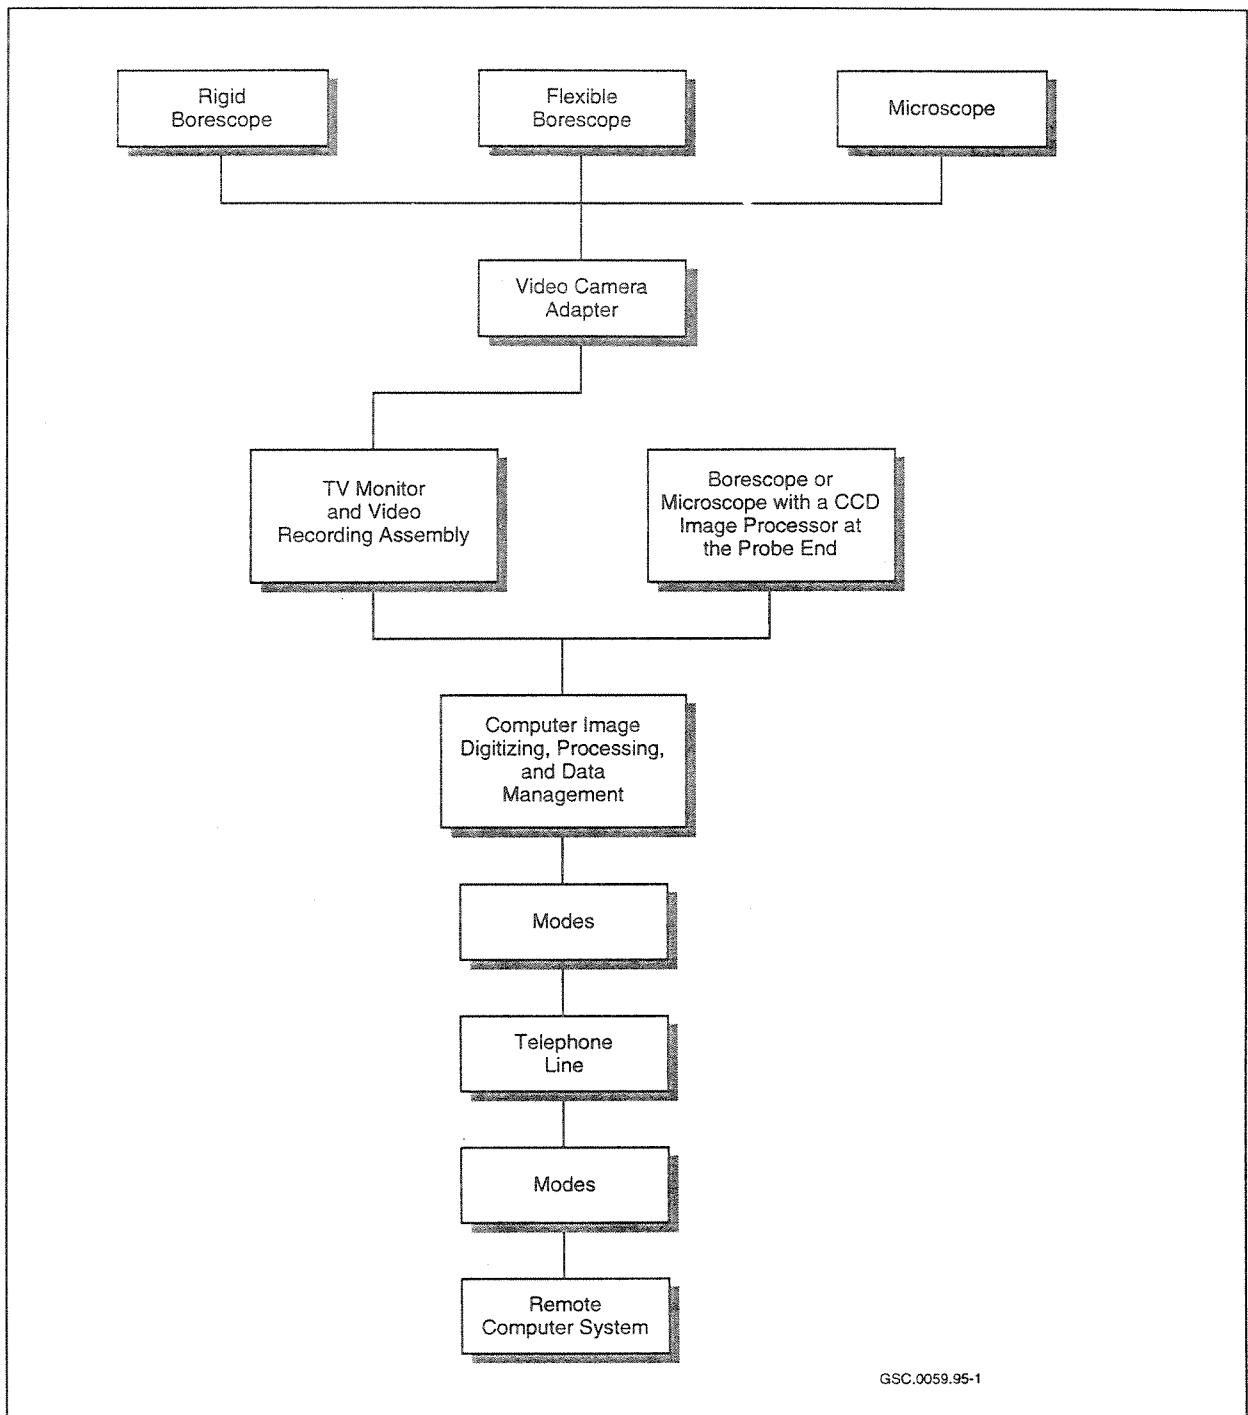 Rigid
Borescope
Flexible
Borescope
Microscope
Video Camera
Adapter
TV Monitor
and Video
Recording Assembly
Borescope or
Microscope with a CCD
Image Processor at
the Probe End
Computer Image
Digitizing, Processing,
and Data
Management
Modes
Telephone
Line
Modes
Remote
Computer System
GSC.0059.95-1